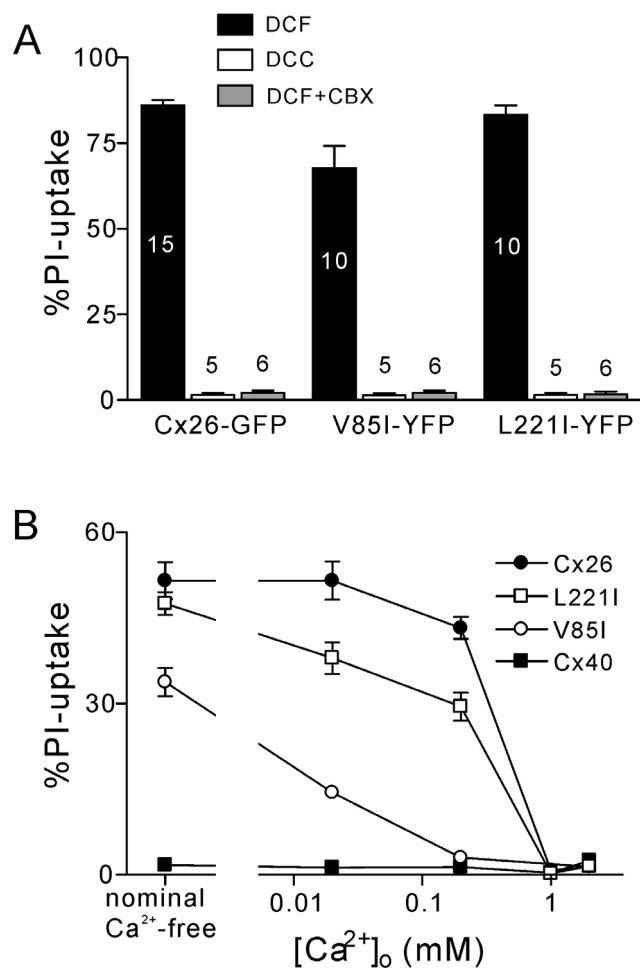 A
DCF
DCC
DCF+CBX
100
75
50
25
0
%PI-uptake
15
5
6
10
5
6
10
5
6
Cx26-GFP
V85I-YFP
L221I-YFP
B
60
30
0
%PI-uptake
Cx26
L221I
V85I
Cx40
nominal
Ca²⁺-free
0.01
0.1
1
[Ca²⁺]ₒ (mM)